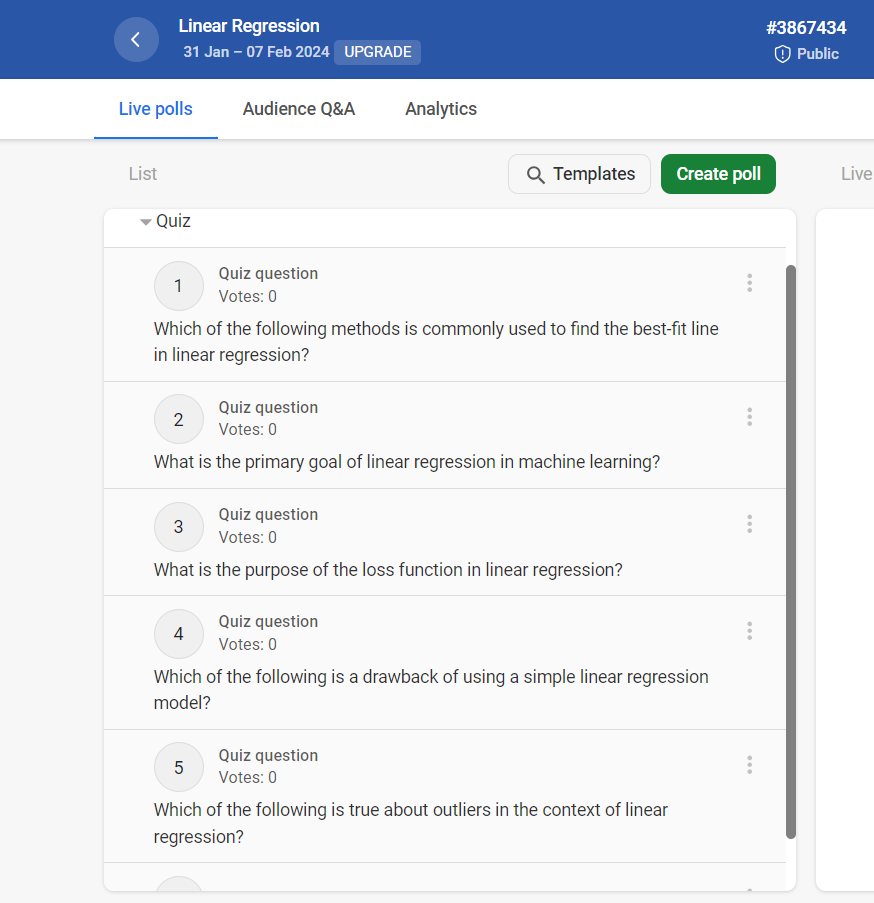 Linear Regression
#3867434
31 Jan – 07 Feb 2024 UPGRADE
Public
Live polls Audience Q&A Analytics
List Templates Create poll Live
Quiz
1 Quiz question
Votes: 0
Which of the following methods is commonly used to find the best-fit line
in linear regression?
2 Quiz question
Votes: 0
What is the primary goal of linear regression in machine learning?
3 Quiz question
Votes: 0
What is the purpose of the loss function in linear regression?
4 Quiz question
Votes: 0
Which of the following is a drawback of using a simple linear regression
model?
5 Quiz question
Votes: 0
Which of the following is true about outliers in the context of linear
regression?